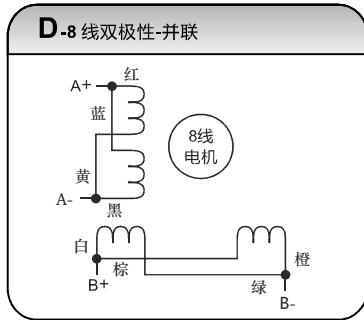 D-8 线双极性-并联
A+
红
蓝
8线
电机
黄
A-
黑
白
棕
B+
橙
绿
B-